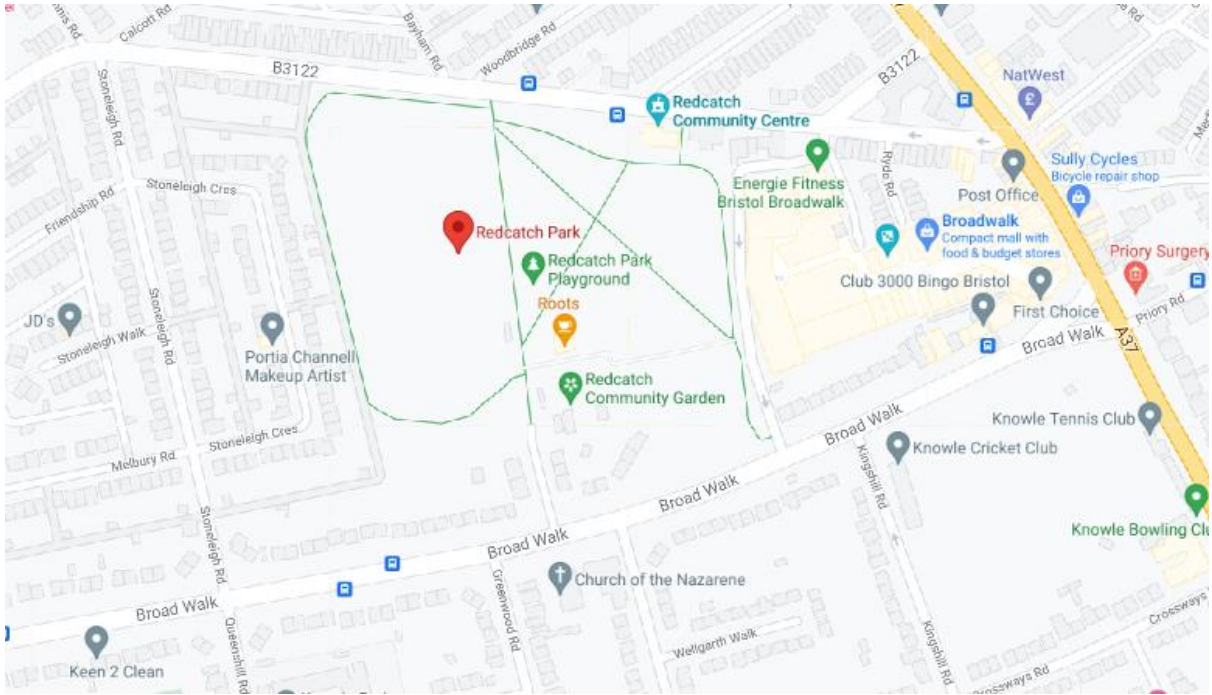 Calcott Rd
Bayham Rd
Woodbridge Rd
B3122
B3122
NatWest
Redcatch
Community Centre
Stoneleigh Rd
Stoneleigh Cres
Friendship Rd
Ryde Rd
Sully Cycles
Bicycle repair shop
Post Office
Energie Fitness
Bristol Broadwalk
Redcatch Park
Broadwalk
Compact mall with
food & budget stores
Priory Surgery
Redcatch Park
Playground
Club 3000 Bingo Bristol
Roots
First Choice
Priory Rd
JD's
Stoneleigh Walk
Stoneleigh Rd
Portia Channell
Makeup Artist
Broad Walk
A37
Redcatch
Community Garden
Broad Walk
Knowle Tennis Club
Stoneleigh Cres
Melbury Rd
Knowle Cricket Club
Kingshill Rd
Broad Walk
Stoneleigh Rd
Knowle Bowling Clu
Broad Walk
Church of the Nazarene
Greenwood Rd
Broad Walk
Queenshill Rd
Wellgarth Walk
Kingshill Rd
Crossways
Crossways Rd
Keen 2 Clean